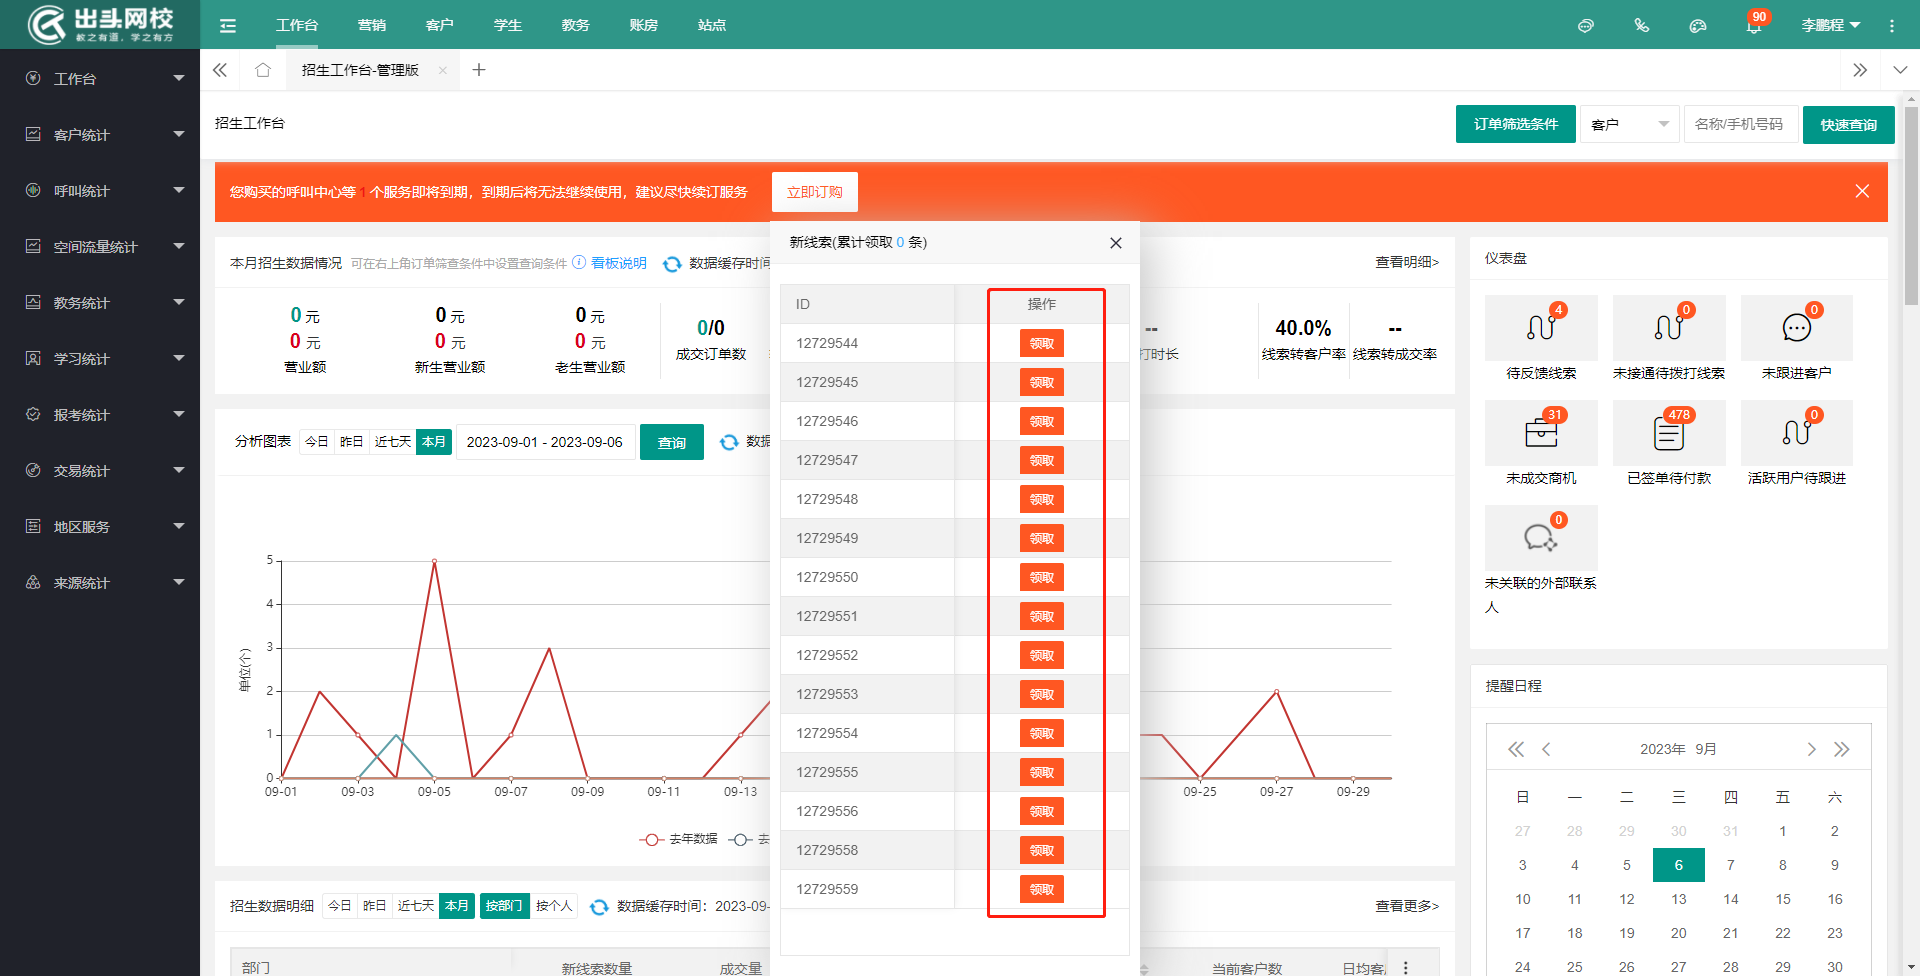 出头网校
教之有道，学之有方
工作台
营销
客户
学生
教务
账房
站点
90
李鹏程
工作台
客户统计
呼叫统计
空间流量统计
教务统计
学习统计
报考统计
交易统计
地区服务
来源统计
招生工作台-管理版
招生工作台
订单筛选条件
客户
名称/手机号码
快速查询
您购买的呼叫中心等 1 个服务即将到期，到期后将无法继续使用，建议尽快续订服务
立即订购
本月招生数据情况 可在右上角订单筛查条件中设置查询条件 看板说明 数据缓存时间
查看明细>
0 元
0 元
营业额
0 元
0 元
新生营业额
0 元
0 元
老生营业额
0/0
成交订单数
--
打时长
40.0%
线索转客户率
--
线索转成交率
分析图表 今日 昨日 近七天 本月 2023-09-01 - 2023-09-06 查询 数据
单位(个)
5
4
3
2
1
0
09-01 09-03 09-05 09-07 09-09 09-11 09-13 09-25 09-27 09-29
去年数据 去
招生数据明细 今日 昨日 近七天 本月 按部门 按个人 数据缓存时间：2023-09-
查看更多>
部门 新线索数量 成交量 当前客户数 日均客
新线索(累计领取 0 条)
ID 操作
12729544 领取
12729545 领取
12729546 领取
12729547 领取
12729548 领取
12729549 领取
12729550 领取
12729551 领取
12729552 领取
12729553 领取
12729554 领取
12729555 领取
12729556 领取
12729558 领取
12729559 领取
仪表盘
4
待反馈线索
0
未接通待拨打线索
0
未跟进客户
31
未成交商机
478
已签单待付款
0
活跃用户待跟进
0
未关联的外部联系
人
提醒日程
2023年 9月
日 一 二 三 四 五 六
27 28 29 30 31 1 2
3 4 5 6 7 8 9
10 11 12 13 14 15 16
17 18 19 20 21 22 23
24 25 26 27 28 29 30